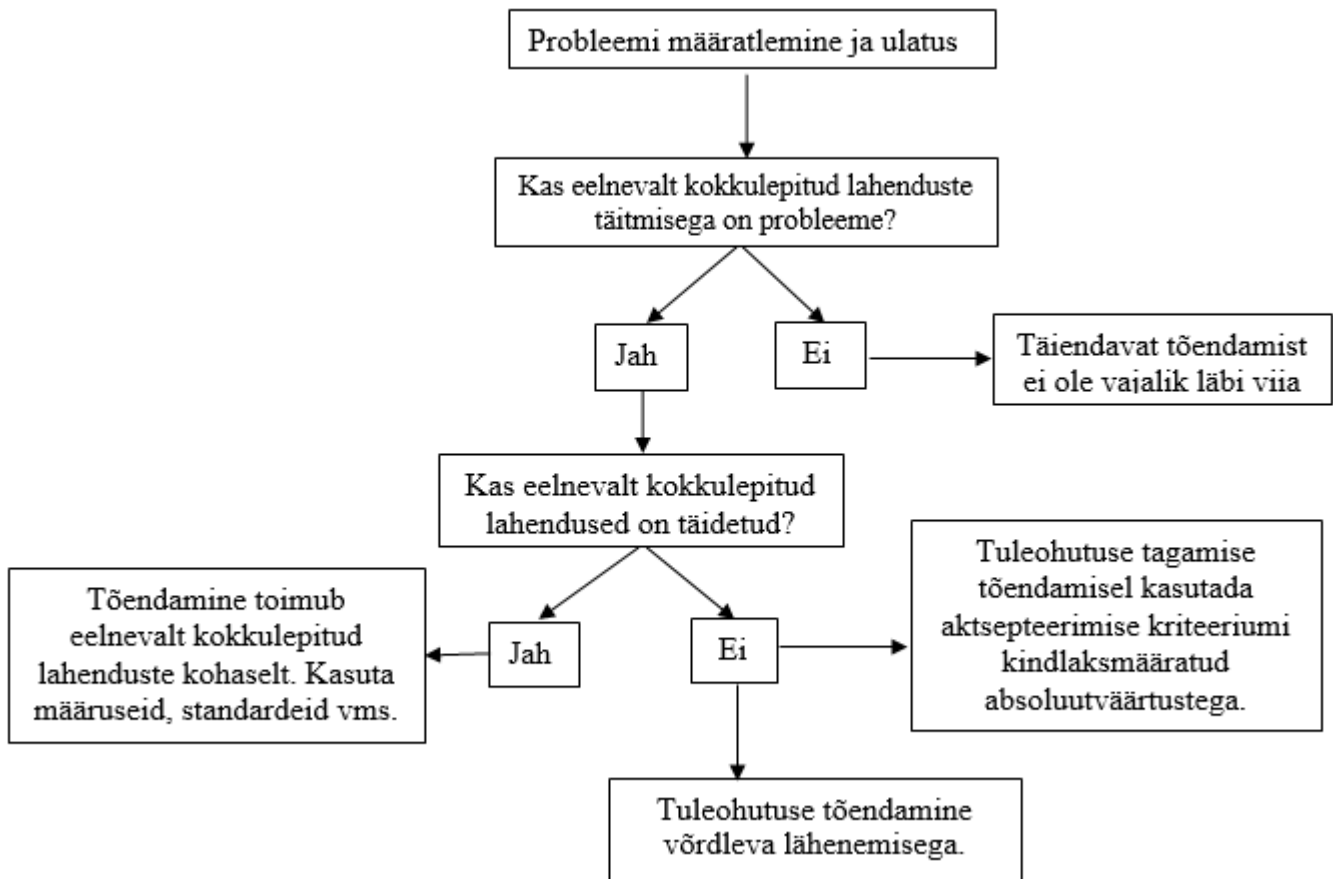 Probleemi määratlemine ja ulatus
Kas eelnevalt kokkulepitud lahenduste
täitmisega on probleeme?
Jah
Ei
Täiendavat tõendamist
ei ole vajalik läbi viia
Kas eelnevalt kokkulepitud
lahendused on täidetud?
Tõendamine toimub
eelnevalt kokkulepitud
lahenduste kohaselt. Kasuta
määruseid, standardeid vms.
Jah
Ei
Tuleohutuse tagamise
tõendamisel kasutada
aktsepteerimise kriteeriumi
kindlaksmääratud
absoluutväärtustega.
Tuleohutuse tõendamine
võrdleva lähenemisega.